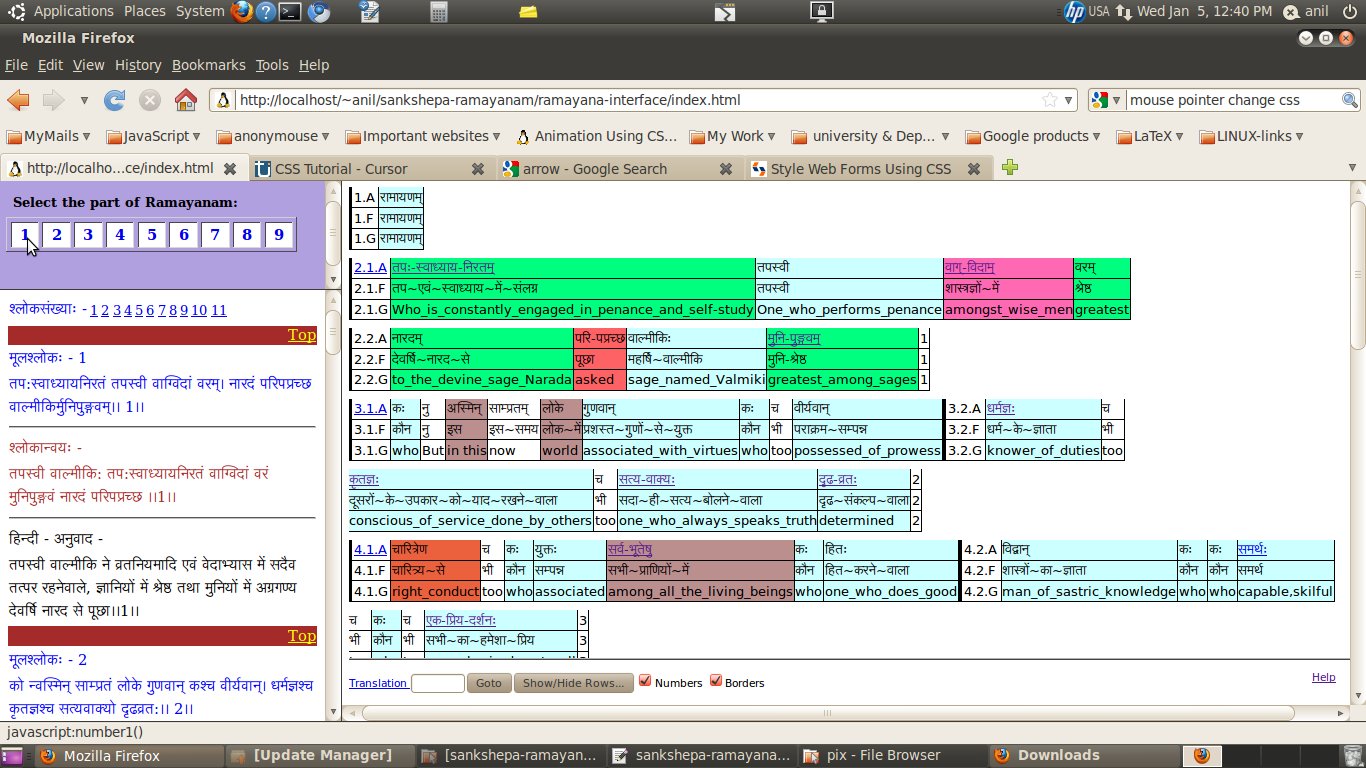 Applications Places System USA Wed Jan 5, 12:40 PM anil
Mozilla Firefox
File Edit View History Bookmarks Tools Help
http://localhost/~anil/sankshepa-ramayanam/ramayana-interface/index.html mouse pointer change css
MyMails JavaScript anonymouse Important websites Animation Using CS... My Work university & Dep... Google products LaTeX LINUX-links
http://localho...ce/index.html CSS Tutorial - Cursor arrow - Google Search Style Web Forms Using CSS
Select the part of Ramayanam:
1 2 3 4 5 6 7 8 9
श्लोकसंख्याः - 1 2 3 4 5 6 7 8 9 10 11
Top
मूलश्लोकः - 1
तपःस्वाध्यायनिरतं तपस्वी वाग्विदां वरम्। नारदं परिपप्रच्छ
वाल्मीकिर्मुनिपुङ्गवम्।। 1।।
श्लोकान्वयः -
तपस्वी वाल्मीकिः तपःस्वाध्यायनिरतं वाग्विदां वरं
मुनिपुङ्गवं नारदं परिपप्रच्छ ।।1।।
हिन्दी - अनुवाद -
तपस्वी वाल्मीकि ने व्रतनियमादि एवं वेदाभ्यास में सदैव
तत्पर रहनेवाले, ज्ञानियों में श्रेष्ठ तथा मुनियों में अग्रगण्य
देवर्षि नारद से पूछा।।1।।
Top
मूलश्लोकः - 2
को न्वस्मिन् साम्प्रतं लोके गुणवान् कश्च वीर्यवान्। धर्मज्ञश्च
कृतज्ञश्च सत्यवाक्यो दृढव्रतः।। 2।।
1.A रामायणम्
1.F रामायणम्
1.G रामायणम्
2.1.A तपः-स्वाध्याय-निरतम् तपस्वी वाग्-विदाम् वरम्
2.1.F तप~एवं~स्वाध्याय~में~संलग्न तपस्वी शास्त्रज्ञों~में श्रेष्ठ
2.1.G Who_is_constantly_engaged_in_penance_and_self-study One_who_performs_penance amongst_wise_men greatest
2.2.A नारदम् परि-पप्रच्छ वाल्मीकिः मुनि-पुङ्गवम् 1
2.2.F देवर्षि~नारद~से पूछा महर्षि~वाल्मीकि मुनि-श्रेष्ठ 1
2.2.G to_the_devine_sage_Narada asked sage_named_Valmiki greatest_among_sages 1
3.1.A कः नु अस्मिन् साम्प्रतम् लोके गुणवान् कः च वीर्यवान् 3.2.A धर्मज्ञः च
3.1.F कौन नु इस इस~समय लोक~में प्रशस्त~गुणों~से~युक्त कौन भी पराक्रम~सम्पन्न 3.2.F धर्म~के~ज्ञाता भी
3.1.G who But in this now world associated_with_virtues who too possessed_of_prowess 3.2.G knower_of_duties too
कृतज्ञः च सत्य-वाक्यः दृढ-व्रतः 2
दूसरों~के~उपकार~को~याद~रखने~वाला भी सदा~ही~सत्य~बोलने~वाला दृढ~संकल्प~वाला 2
conscious_of_service_done_by_others too one_who_always_speaks_truth determined 2
4.1.A चारित्रेण च कः युक्तः सर्व-भूतेषु कः हितः 4.2.A विद्वान् कः कः समर्थः
4.1.F चारित्र्य~से भी कौन सम्पन्न सभी~प्राणियों~में कौन हित~करने~वाला 4.2.F शास्त्रों~का~ज्ञाता कौन कौन समर्थ
4.1.G right_conduct too who associated among_all_the_living_beings who one_who_does_good 4.2.G man_of_sastric_knowledge who who capable,skilful
च कः च एक-प्रिय-दर्शनः 3
भी कौन भी सभी~का~हमेशा~प्रिय 3
Translation Goto Show/Hide Rows... Numbers Borders Help
javascript:number1()
Mozilla Firefox [Update Manager] [sankshepa-ramayan... sankshepa-ramayana... pix - File Browser Downloads